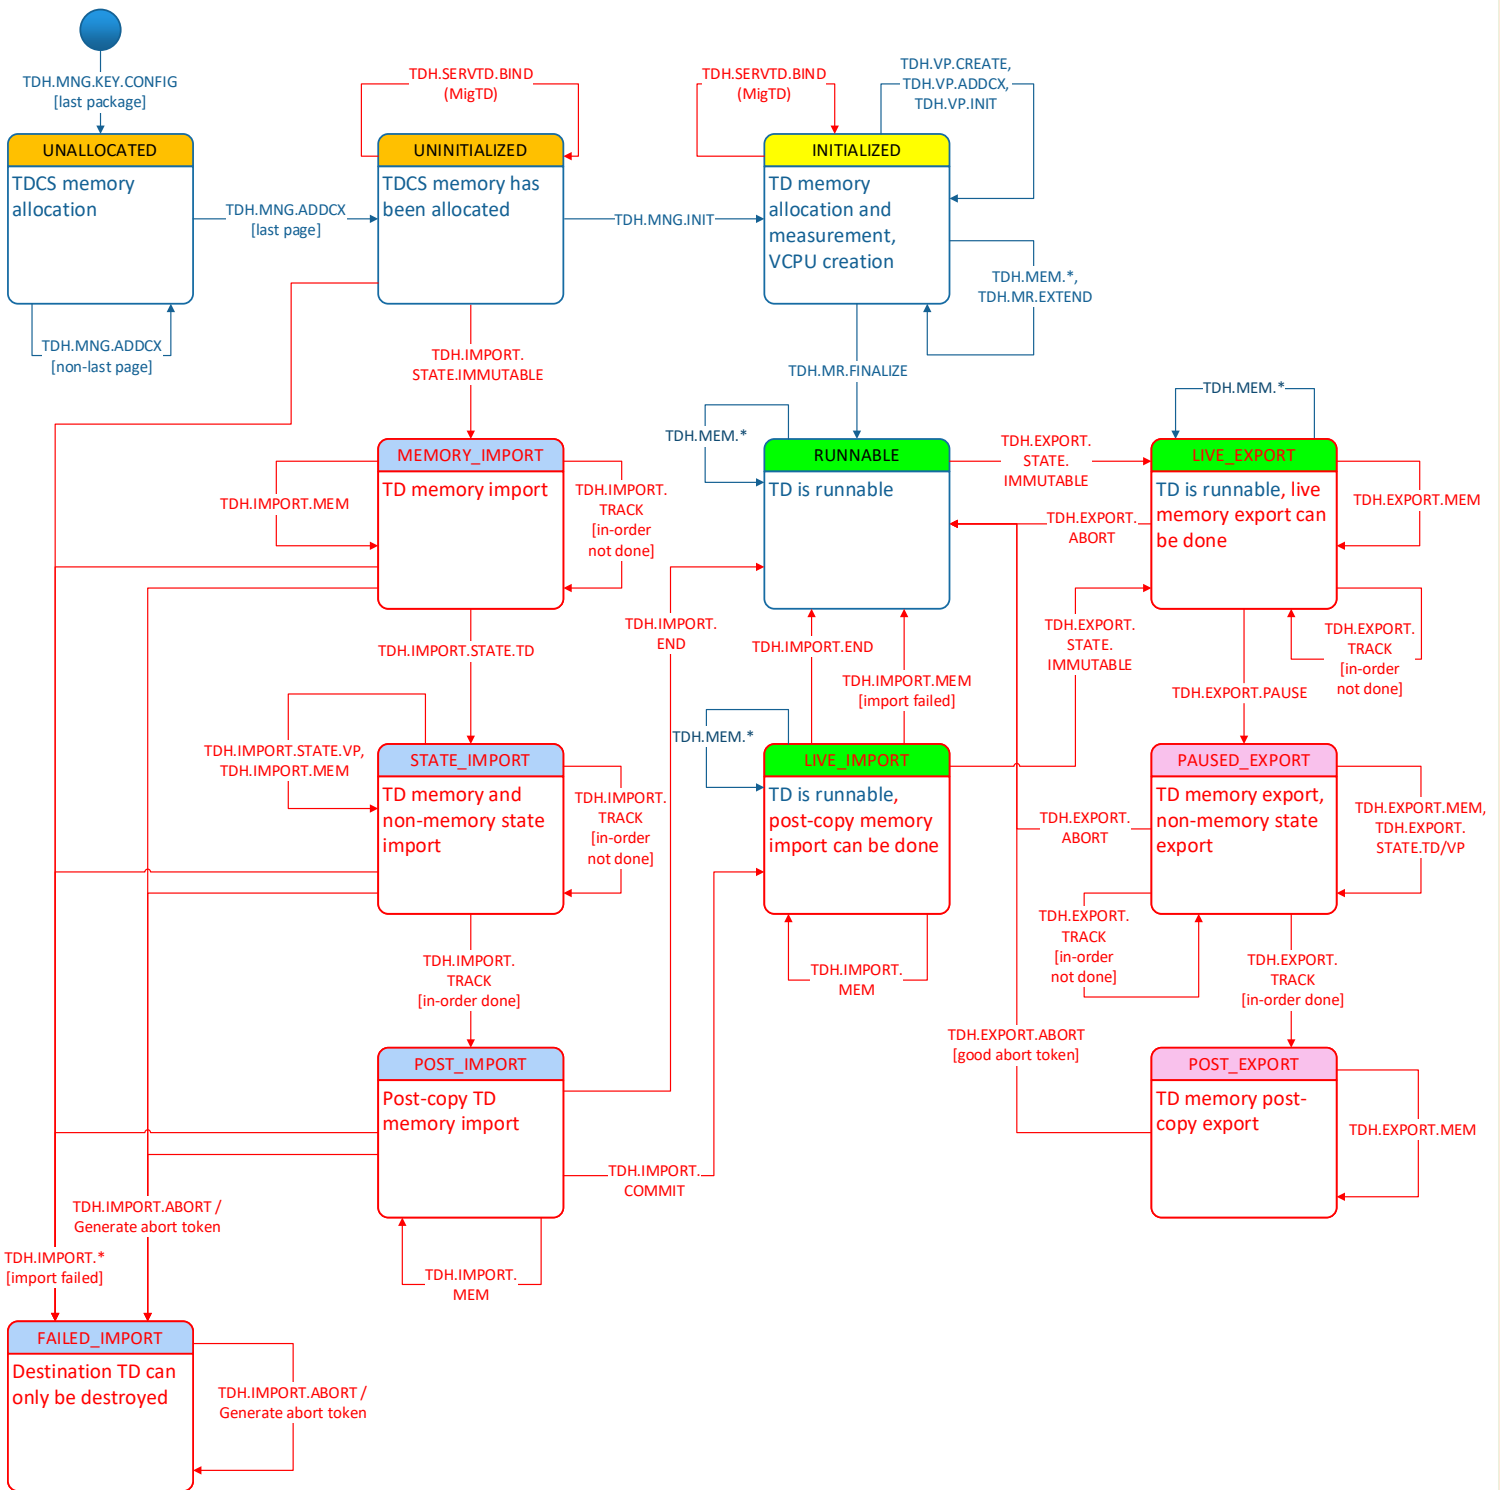 TDH.MNG.KEY.CONFIG
[last package]
TDH.SERVTD.BIND
(MigTD)
TDH.SERVTD.BIND
(MigTD)
TDH.VP.CREATE,
TDH.VP.ADDCX,
TDH.VP.INIT
UNALLOCATED
TDCS memory
allocation
TDH.MNG.ADDCX
[last page]
TDH.MNG.ADDCX
[non-last page]
UNINITIALIZED
TDCS memory has
been allocated
TDH.MNG.INIT
INITIALIZED
TD memory
allocation and
measurement,
VCPU creation
TDH.MEM.*,
TDH.MR.EXTEND
TDH.IMPORT.
STATE.IMMUTABLE
TDH.MR.FINALIZE
TDH.MEM.*
MEMORY_IMPORT
TD memory import
TDH.IMPORT.MEM
TDH.IMPORT.
TRACK
[in-order
not done]
TDH.MEM.*
RUNNABLE
TD is runnable
TDH.EXPORT.
STATE.
IMMUTABLE
TDH.EXPORT.
ABORT
LIVE_EXPORT
TD is runnable, live
memory export can
be done
TDH.EXPORT.MEM
TDH.IMPORT.STATE.TD
TDH.IMPORT.
END
TDH.IMPORT.END
TDH.IMPORT.MEM
[import failed]
TDH.EXPORT.
STATE.
IMMUTABLE
TDH.EXPORT.
TRACK
[in-order
not done]
TDH.EXPORT.PAUSE
TDH.IMPORT.STATE.VP,
TDH.IMPORT.MEM
STATE_IMPORT
TD memory and
non-memory state
import
TDH.IMPORT.
TRACK
[in-order
not done]
TDH.MEM.*
LIVE_IMPORT
TD is runnable,
post-copy memory
import can be done
TDH.EXPORT.
ABORT
PAUSED_EXPORT
TD memory export,
non-memory state
export
TDH.EXPORT.MEM,
TDH.EXPORT.
STATE.TD/VP
TDH.IMPORT.
TRACK
[in-order done]
TDH.IMPORT.
MEM
TDH.EXPORT.
TRACK
[in-order
not done]
TDH.EXPORT.
TRACK
[in-order done]
TDH.EXPORT.ABORT
[good abort token]
POST_IMPORT
Post-copy TD
memory import
TDH.IMPORT.
COMMIT
POST_EXPORT
TD memory post-
copy export
TDH.EXPORT.MEM
TDH.IMPORT.ABORT /
Generate abort token
TDH.IMPORT.*
[import failed]
TDH.IMPORT.
MEM
FAILED_IMPORT
Destination TD can
only be destroyed
TDH.IMPORT.ABORT /
Generate abort token